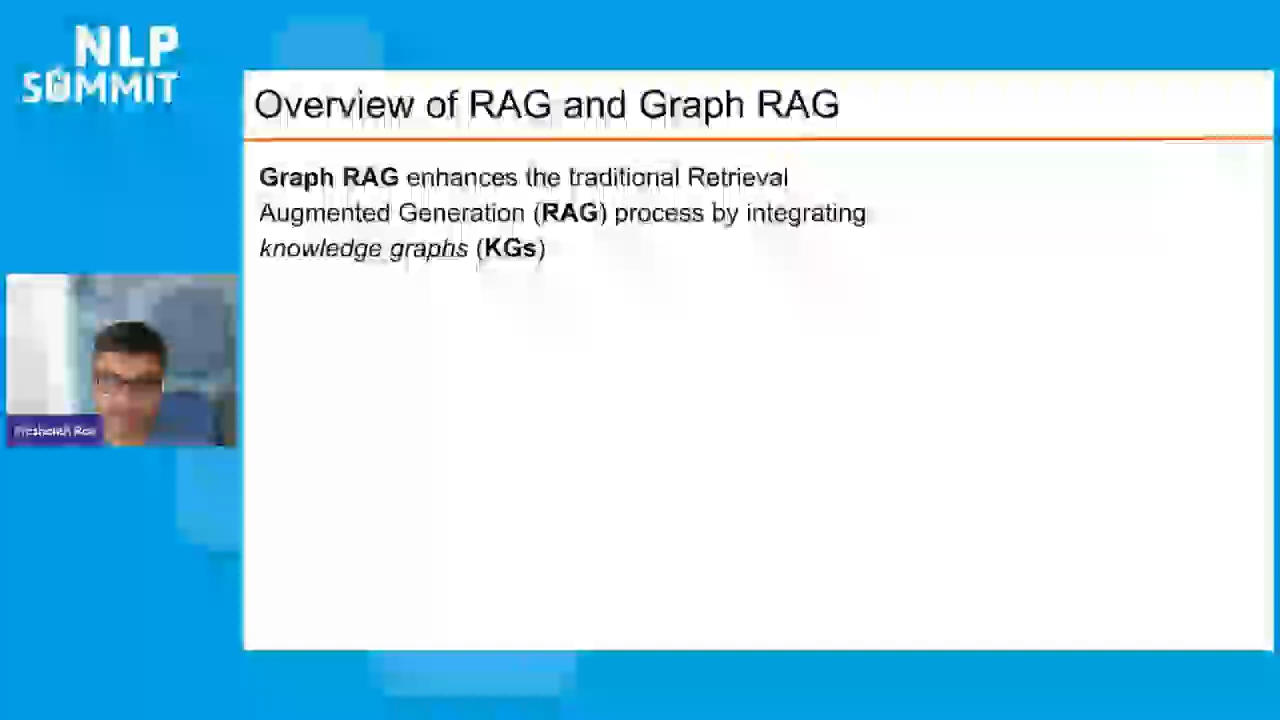 NLP
SUMMIT
Overview of RAG and Graph RAG
Graph RAG enhances the traditional Retrieval
Augmented Generation (RAG) process by integrating
knowledge graphs (KGs)